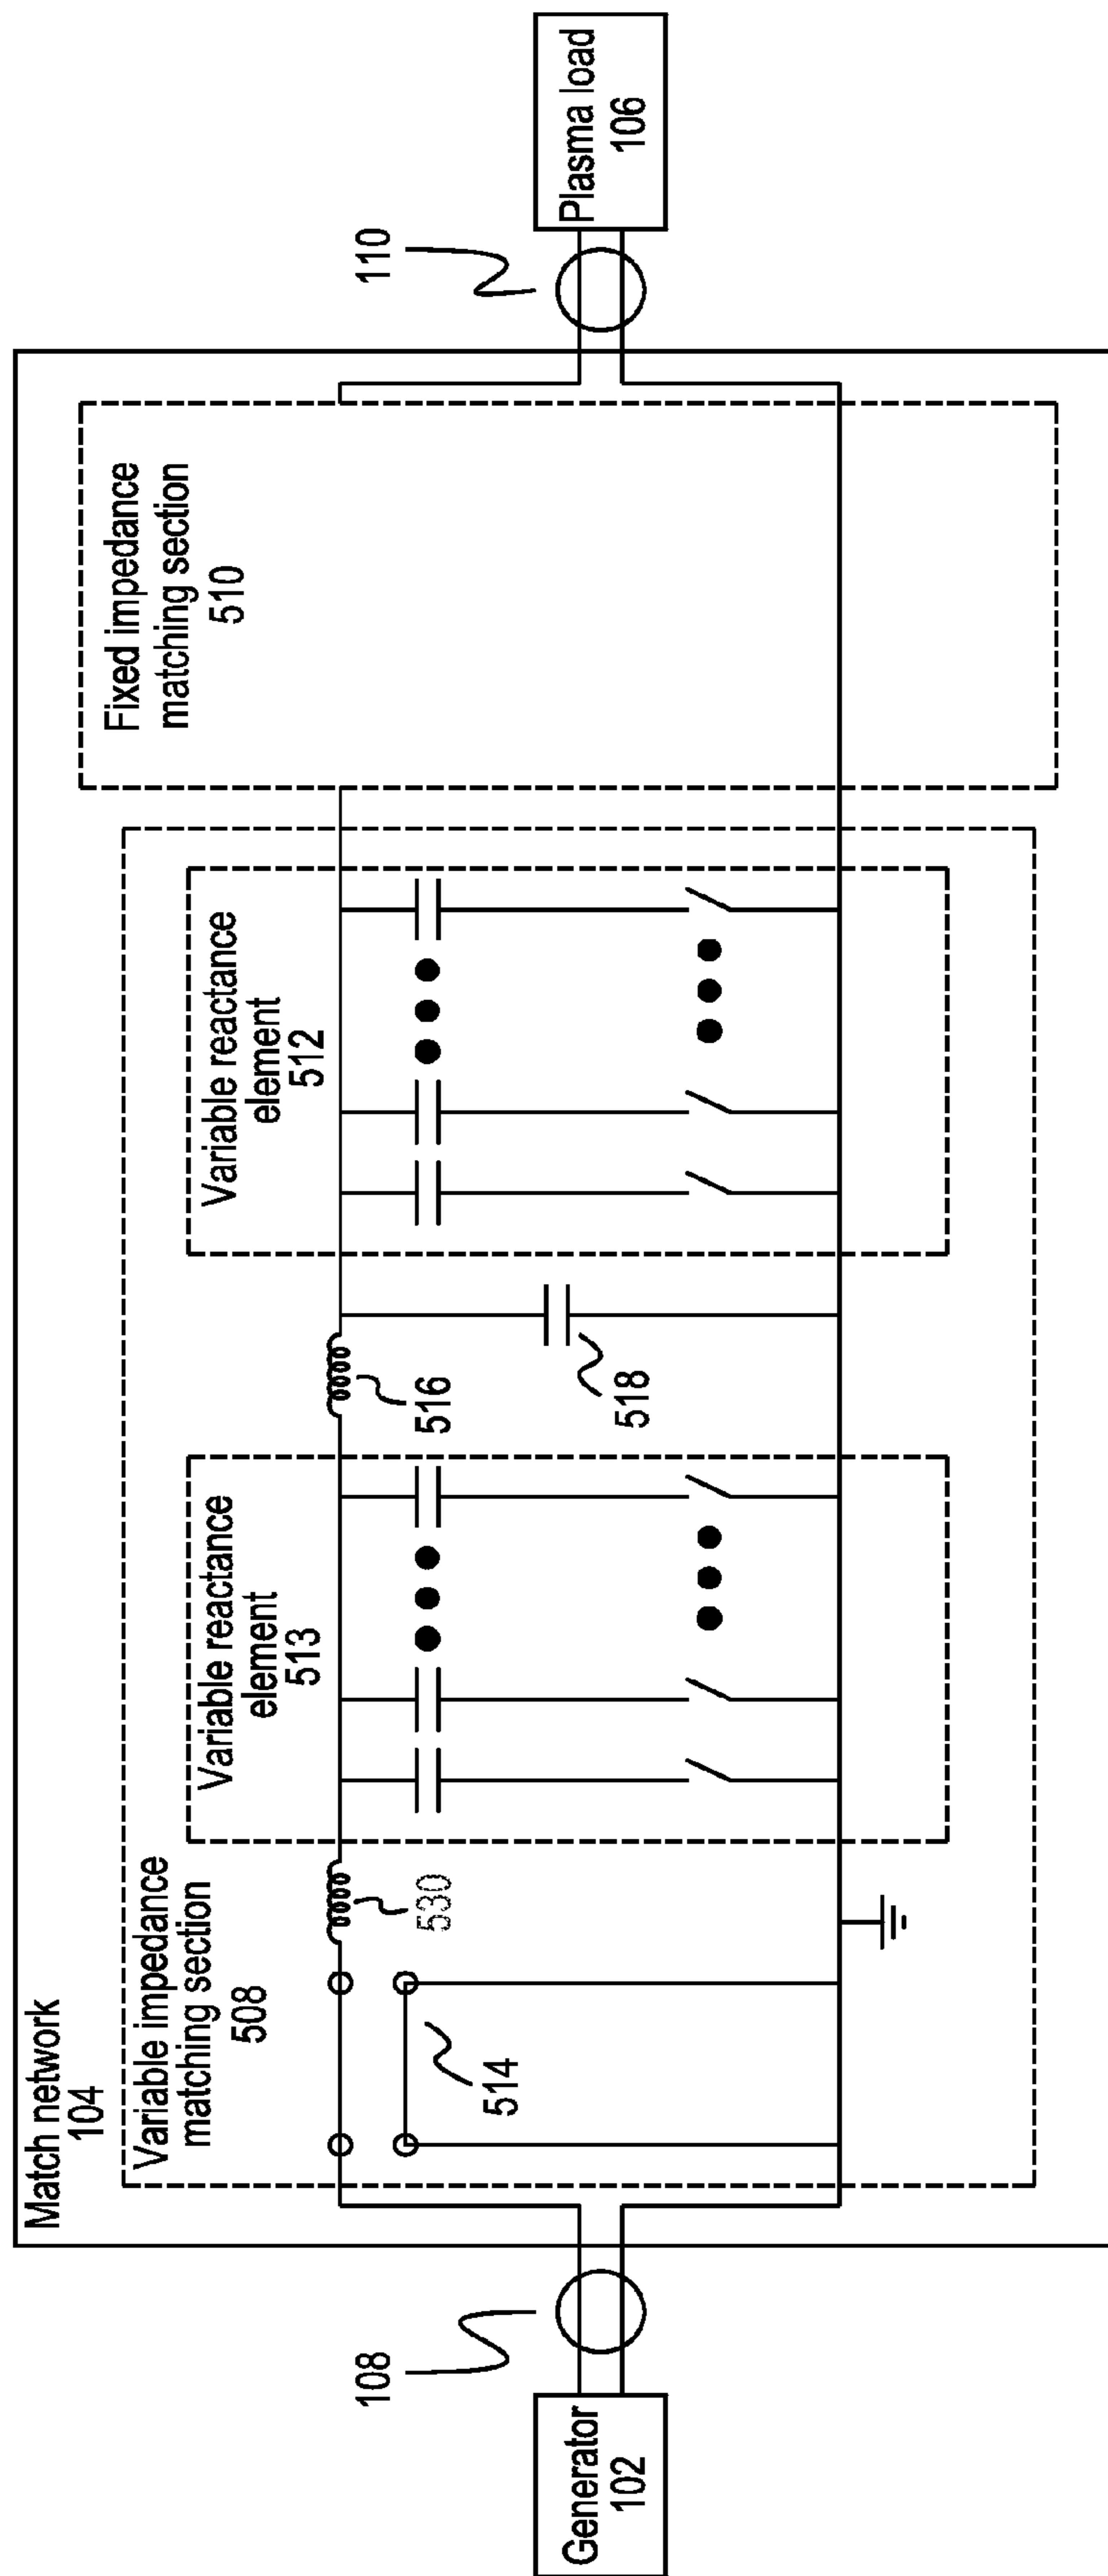 Match network
104
Variable impedance
matching section
508
Variable reactance
element
513
Variable reactance
element
512
Fixed impedance
matching section
510
108
110
Generator
102
Plasma load
106
514
530
516
518